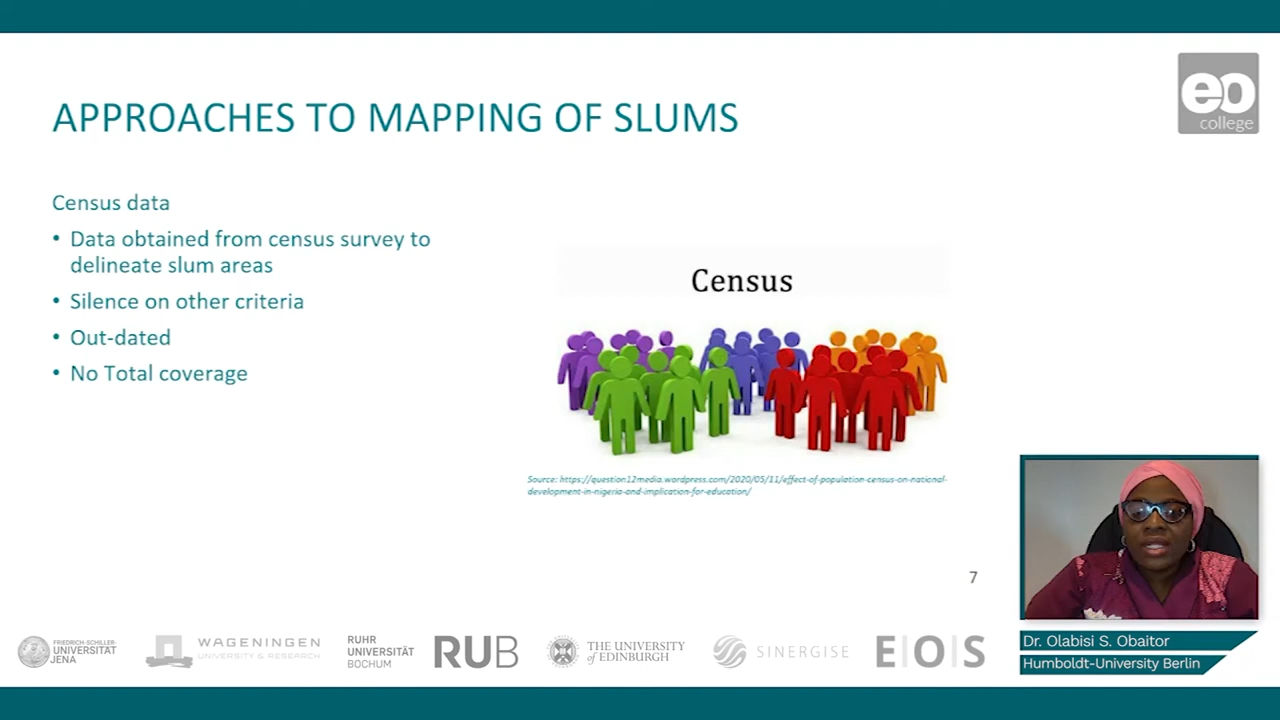 APPROACHES TO MAPPING OF SLUMS
eo
college
Census data
• Data obtained from census survey to
delineate slum areas
• Silence on other criteria
• Out-dated
• No Total coverage
Census
Source: https://question12media.wordpress.com/2020/05/11/effect-of-population-census-on-national-
development-in-nigeria-and-implication-for-education/
7
Dr. Olabisi S. Obaitor
Humboldt-University Berlin
FRIEDRICH-SCHILLER-
UNIVERSITÄT
JENA
WAGENINGEN
UNIVERSITY & RESEARCH
RUHR
UNIVERSITÄT
BOCHUM
RUB
THE UNIVERSITY
of EDINBURGH
SINERGISE
E|O|S